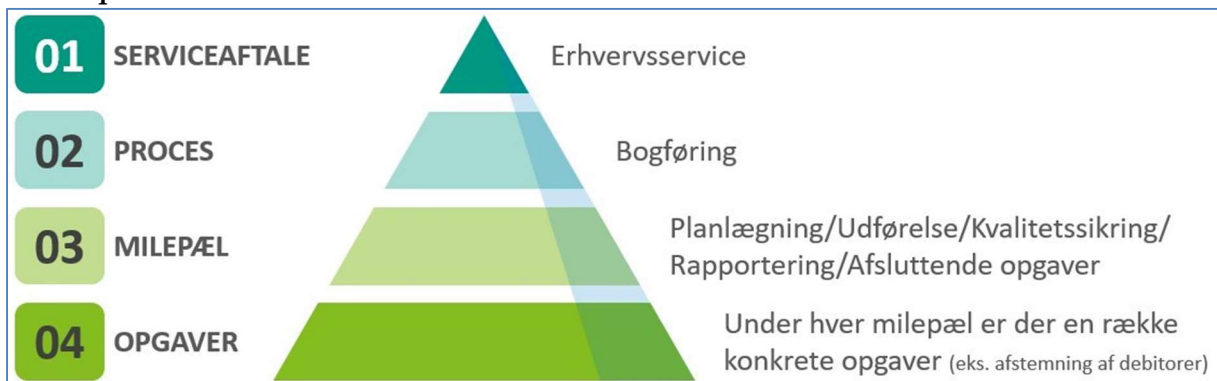 01 SERVICEAFTALE Erhvervsservice
02 PROCES Bogføring
03 MILEPÆL Planlægning/Udførelse/Kvalitetssikring/
Rapportering/Afsluttende opgaver
04 OPGAVER Under hver milepæl er der en række
konkrete opgaver (eks. afstemning af debitorer)